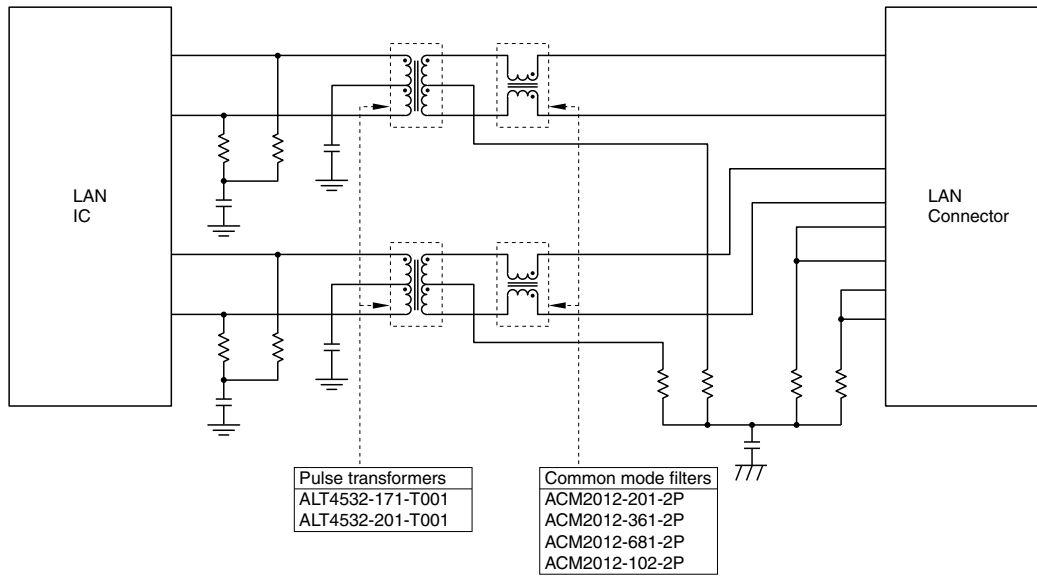 LAN
IC
LAN
Connector
Pulse transformers
ALT4532-171-T001
ALT4532-201-T001
Common mode filters
ACM2012-201-2P
ACM2012-361-2P
ACM2012-681-2P
ACM2012-102-2P